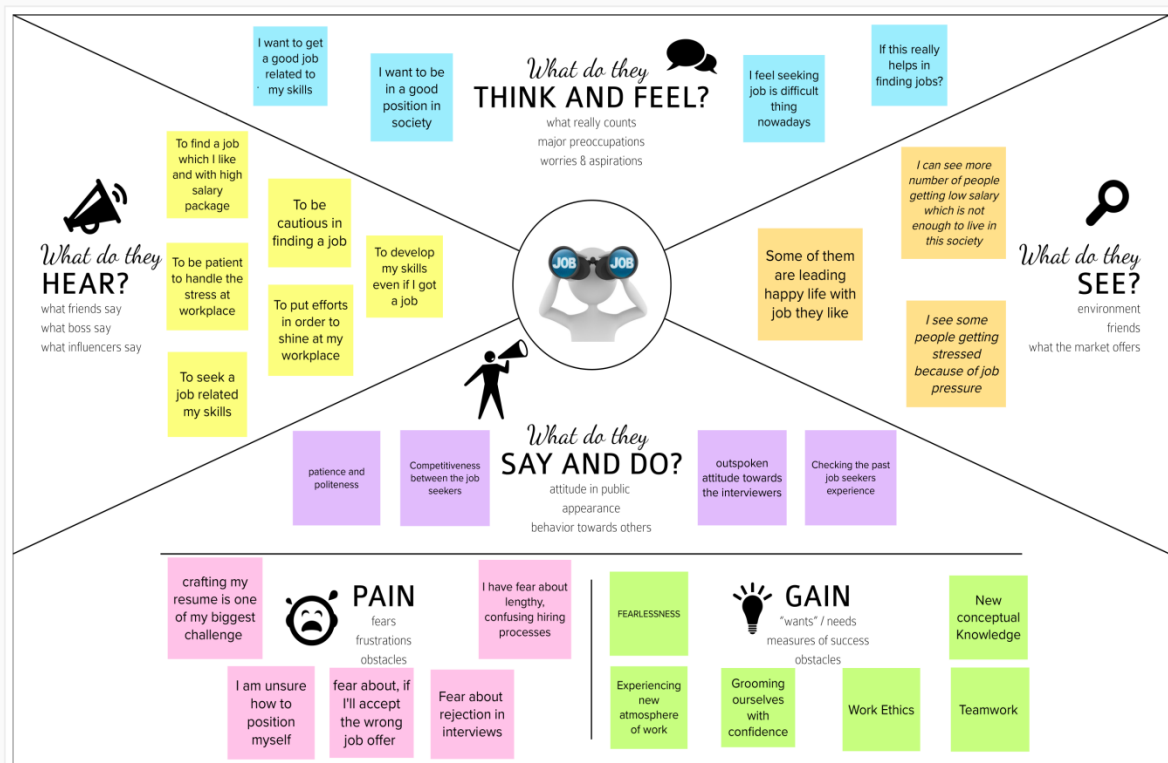 I want to get
a good job
related to
my skills
I want to be
in a good
position in
society
What do they
THINK AND FEEL?
what really counts
major preoccupations
worries & aspirations
I feel seeking
job is difficult
thing
nowadays
If this really
helps in
finding jobs?
What do they
HEAR?
what friends say
what boss say
what influencers say
To find a job
which I like
and with high
salary
package
To be
cautious in
finding a job
To be patient
to handle the
stress at
workplace
To put efforts
in order to
shine at my
workplace
To develop
my skills
even if I got
a job
To seek a
job related
my skills
JOB
JOB
Some of them
are leading
happy life with
job they like
I can see more
number of people
getting low salary
which is not
enough to live in
this society
I see some
people getting
stressed
because of job
pressure
What do they
SEE?
environment
friends
what the market offers
patience and
politeness
Competitiveness
between the job
seekers
What do they
SAY AND DO?
attitude in public
appearance
behavior towards others
outspoken
attitude towards
the interviewers
Checking the past
job seekers
experience
crafting my
resume is one
of my biggest
challenge
PAIN
fears
frustrations
obstacles
I have fear about
lengthy,
confusing hiring
processes
I am unsure
how to
position
myself
fear about, if
I'll accept
the wrong
job offer
Fear about
rejection in
interviews
FEARLESSNESS
GAIN
"wants" / needs
measures of success
obstacles
New
conceptual
Knowledge
Experiencing
new
atmosphere
of work
Grooming
ourselves
with
confidence
Work Ethics
Teamwork